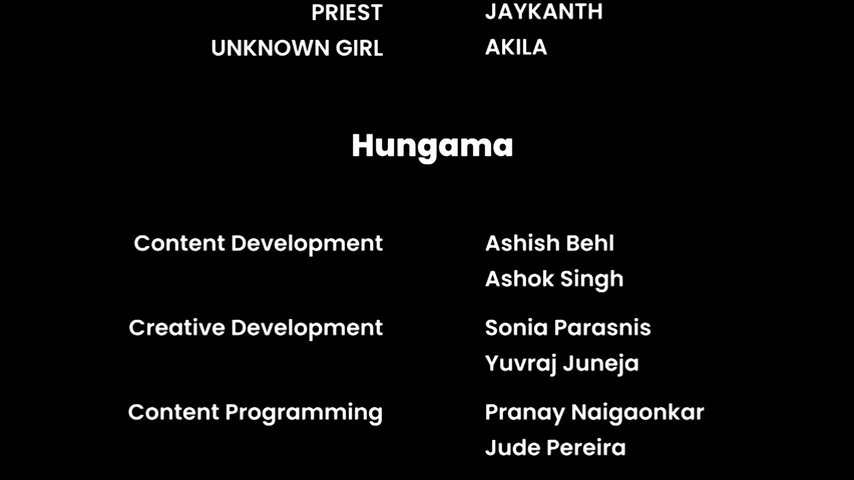 PRIEST JAYKANTH
UNKNOWN GIRL AKILA
Hungama
Content Development Ashish Behl
Ashok Singh
Creative Development Sonia Parasnis
Yuvraj Juneja
Content Programming Pranay Naigaonkar
Jude Pereira